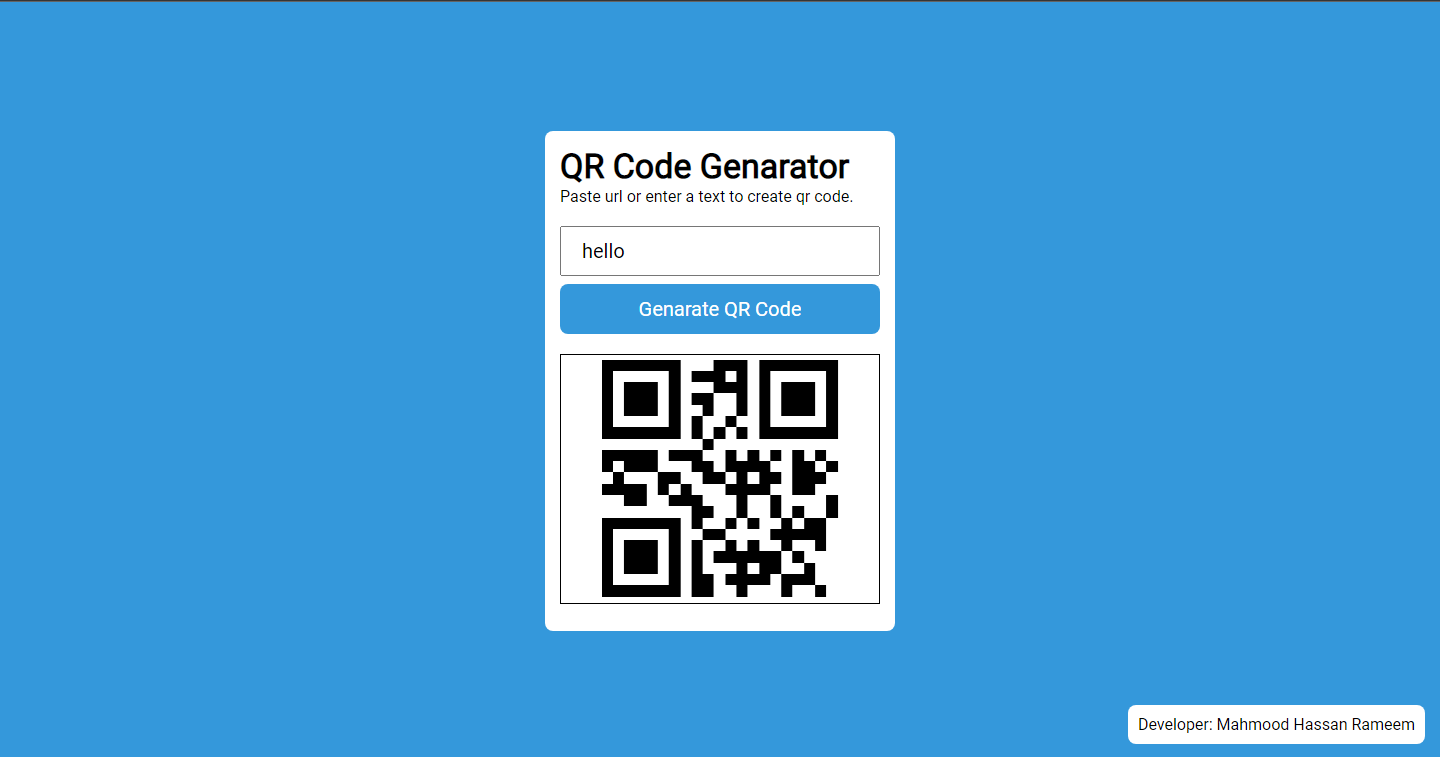 QR Code Genarator
Paste url or enter a text to create qr code.
hello
Genarate QR Code
Developer: Mahmood Hassan Rameem